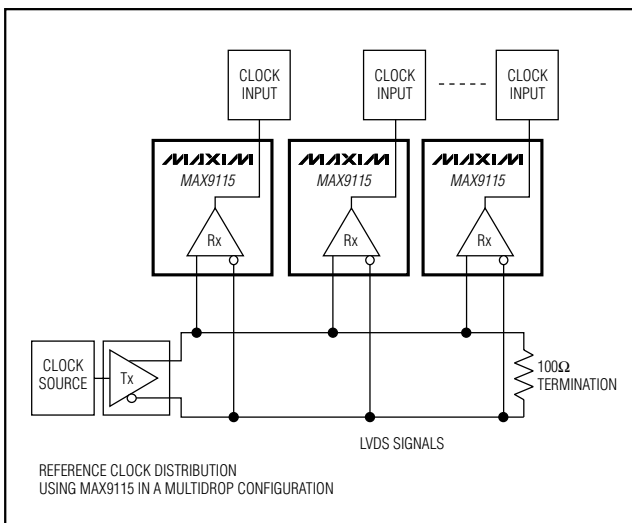 CLOCK
INPUT
CLOCK
INPUT
CLOCK
INPUT
MAXIM
MAX9115
Rx
MAXIM
MAX9115
Rx
MAXIM
MAX9115
Rx
CLOCK
SOURCE
Tx
100Ω
TERMINATION
LVDS SIGNALS
REFERENCE CLOCK DISTRIBUTION
USING MAX9115 IN A MULTIDROP CONFIGURATION